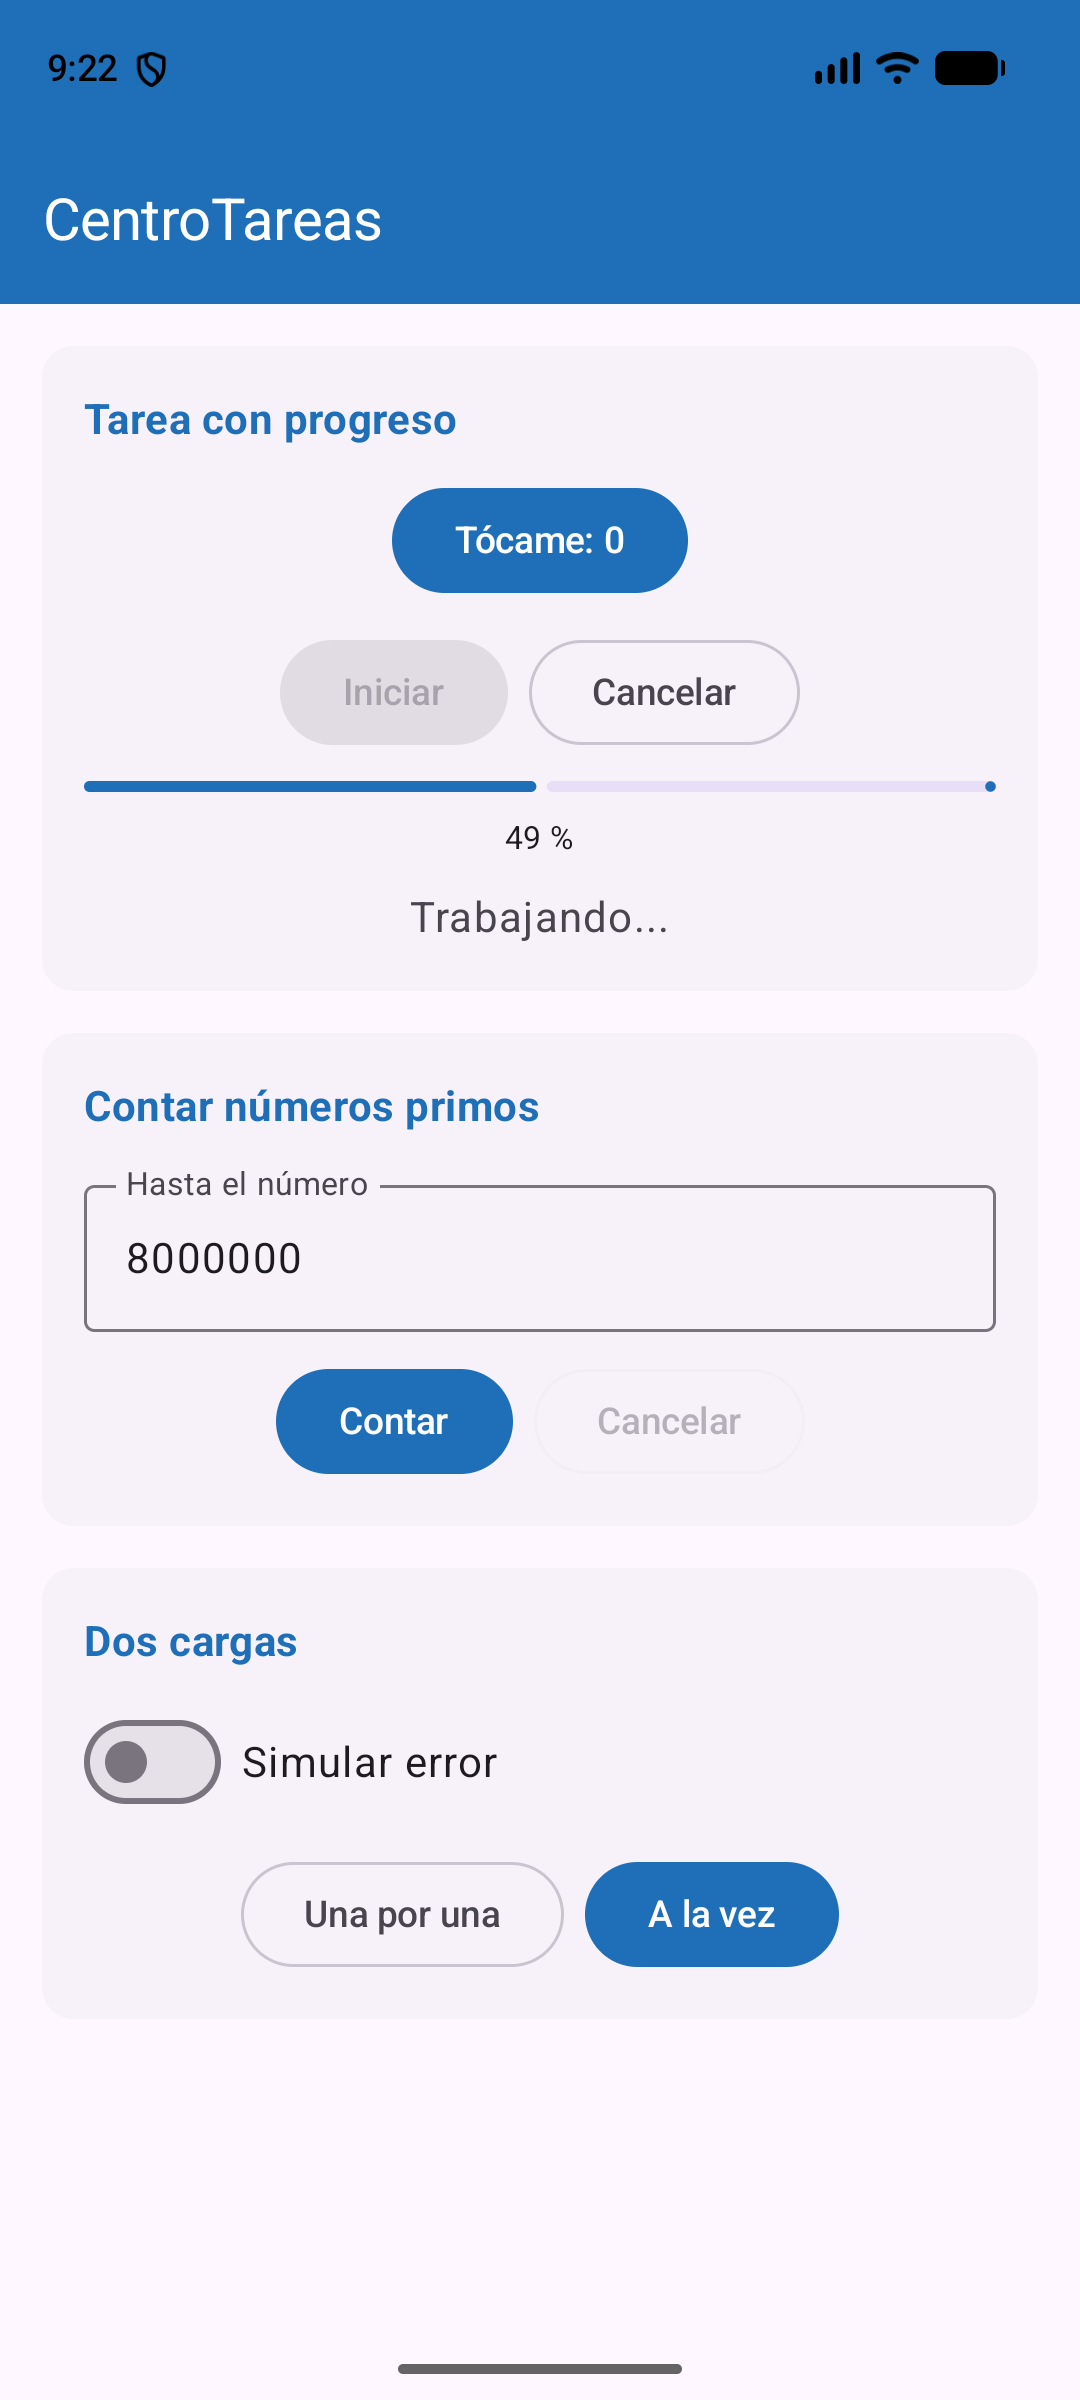 9:22
CentroTareas
Tarea con progreso
Tócame: 0
Iniciar
Cancelar
49 %
Trabajando...
Contar números primos
Hasta el número
8000000
Contar
Cancelar
Dos cargas
Simular error
Una por una
A la vez